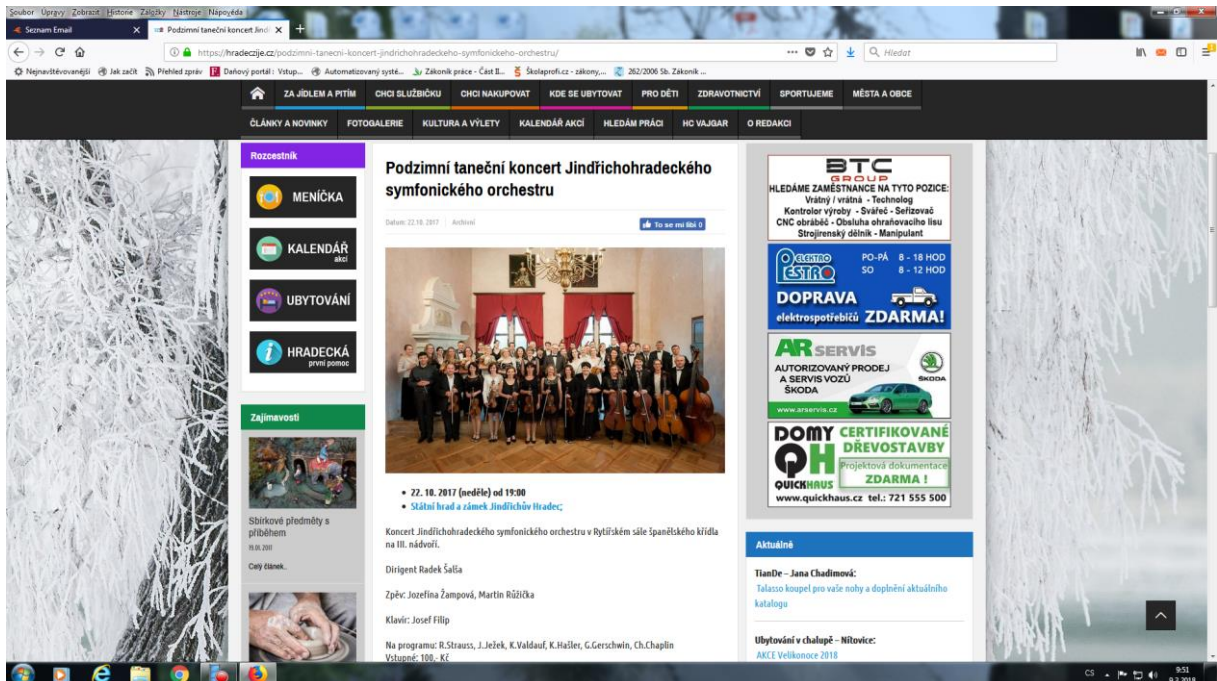 Soubor Úpravy Zobrazit Historie Záložky Nástroje Nápověda
Seznam Email
Podzimní taneční koncert Jindř
https://hradeczije.cz/podzimni-tanecni-koncert-jindrichohradeckeho-symfonickeho-orchestru/
Hledat
Nejnavštěvovanější Jak začít Přehled zpráv Daňový portál: Vstup... Automatizovaný systé... Zákoník práce - Část II... Školaprofi.cz - zákony,... 262/2006 Sb. Zákoník ...
ZA JÍDLEM A PITÍM CHCI SLUŽBIČKU CHCI NAKUPOVAT KDE SE UBYTOVAT PRO DĚTI ZDRAVOTNICTVÍ SPORTUJEME MĚSTA A OBCE
ČLÁNKY A NOVINKY FOTOGALERIE KULTURA A VÝLETY KALENDÁŘ AKCÍ HLEDÁM PRÁCI HC VAJGAR O REDAKCI
Rozcestník
MENÍČKA
KALENDÁŘ
akcí
UBYTOVÁNÍ
HRADECKÁ
první pomoc
Zajímavosti
Sbírkové předměty s
příběhem
Celý článek..
Podzimní taneční koncert Jindřichohradeckého
symfonického orchestru
Datum: 22.10. 2017 Archivní
To se mi líbí 0
22. 10. 2017 (neděle) od 19:00
Státní hrad a zámek Jindřichův Hradec;
Koncert Jindřichohradeckého symfonického orchestru v Rytířském sále Španělského křídla
na III. nádvoří.
Dirigent Radek Šalša
Zpěv: Jozefína Žampová, Martin Růžička
Klavír: Josef Filip
Na programu: R.Strauss, J.Ježek, K.Valdauf, K.Hašler, G.Gerschwin, Ch.Chaplin
Vstupné: 100,- Kč
BTC
GROUP
HLEDÁME ZAMĚSTNANCE NA TYTO POZICE:
Vrátný / vrátná - Technolog
Kontrolor výroby - Svářeč - Seřizovač
CNC obráběč - Obsluha ohraňovacího lisu
Strojírenský dělník - Manipulant
ELEKTRO
PESTRO
PO-PÁ 8 - 18 HOD
SO 8 - 12 HOD
DOPRAVA
elektrospotřebičů ZDARMA!
AR SERVIS
AUTORIZOVANÝ PRODEJ
A SERVIS VOZŮ
ŠKODA
ŠKODA
www.arservis.cz
DOMY CERTIFIKOVANÉ
DŘEVOSTAVBY
QH
QUICKHAUS
Projektová dokumentace
ZDARMA !
www.quickhaus.cz tel.: 721 555 500
Aktuálně
TianDe – Jana Chadimová:
Talasso koupel pro vaše nohy a doplnění aktuálního
katalogu
Ubytování v chalupě – Nítovice:
AKCE Velikonoce 2018
CS
9:51
9.3.2018